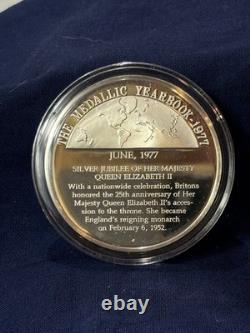 THE MEDALLIC YEARBOOK-1977
JUNE, 1977
SILVER JUBILEE OF HER MAJESTY
QUEEN ELIZABETH II
With a nationwide celebration, Britons
honored the 25th anniversary of Her
Majesty Queen Elizabeth II's acces-
sion to the throne. She became
England's reigning monarch
on February 6, 1952.